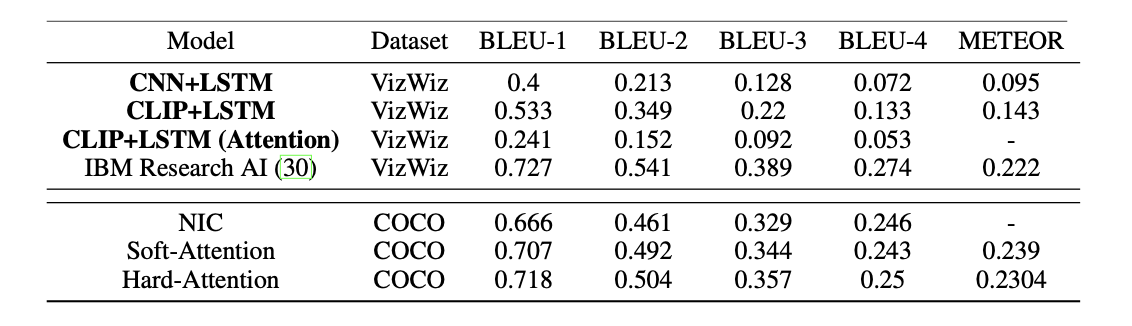 Model Dataset BLEU-1 BLEU-2 BLEU-3 BLEU-4 METEOR
CNN+LSTM VizWiz 0.4 0.213 0.128 0.072 0.095
CLIP+LSTM VizWiz 0.533 0.349 0.22 0.133 0.143
CLIP+LSTM (Attention) VizWiz 0.241 0.152 0.092 0.053 -
IBM Research AI (30) VizWiz 0.727 0.541 0.389 0.274 0.222
NIC COCO 0.666 0.461 0.329 0.246 -
Soft-Attention COCO 0.707 0.492 0.344 0.243 0.239
Hard-Attention COCO 0.718 0.504 0.357 0.25 0.2304